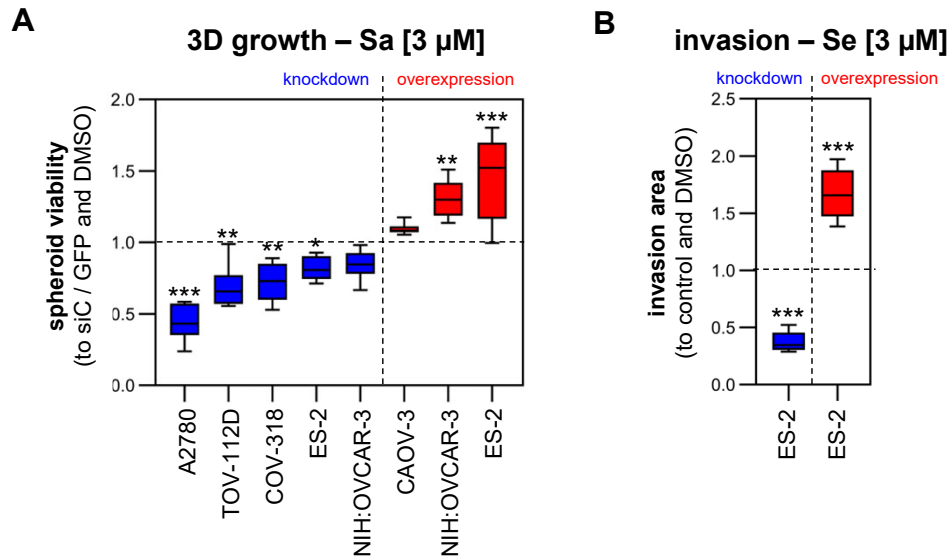 A
3D growth – Sa [3 µM]
knockdown
overexpression
spheroid viability
(to siC / GFP and DMSO)
2.0
1.5
1.0
0.5
0.0
***
**
**
*
**
***
A2780
TOV-112D
COV-318
ES-2
NIH:OVCAR-3
CAOV-3
NIH:OVCAR-3
ES-2
B
invasion – Se [3 µM]
knockdown
overexpression
invasion area
(to control and DMSO)
2.5
2.0
1.5
1.0
0.5
0.0
***
***
ES-2
ES-2